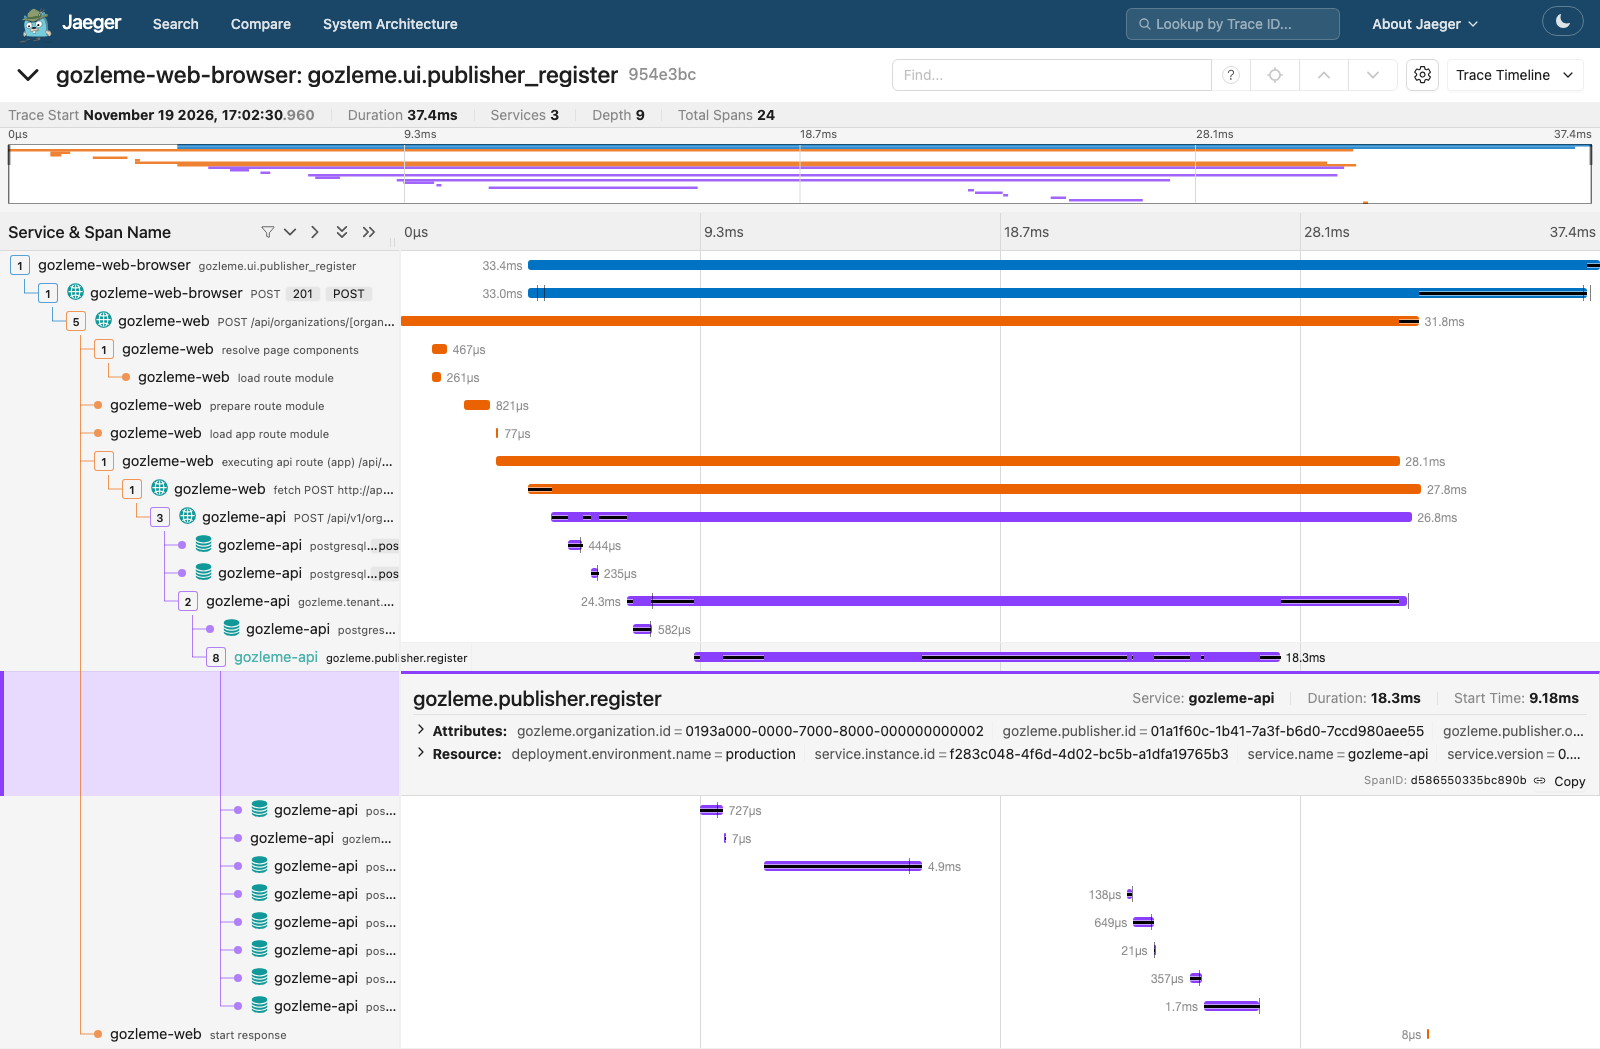 Jaeger Search Compare System Architecture Lookup by Trace ID... About Jaeger
gozleme-web-browser: gozleme.ui.publisher_register 954e3bc Find... ? Trace Timeline
Trace Start November 19 2026, 17:02:30.960 Duration 37.4ms Services 3 Depth 9 Total Spans 24
0μs 9.3ms 18.7ms 28.1ms 37.4ms
Service & Span Name 0μs 9.3ms 18.7ms 28.1ms 37.4ms
1 gozleme-web-browser gozleme.ui.publisher_register 33.4ms
1 gozleme-web-browser POST 201 POST 33.0ms
5 gozleme-web POST /api/organizations/[organ... 31.8ms
1 gozleme-web resolve page components 467μs
gozleme-web load route module 261μs
gozleme-web prepare route module 821μs
gozleme-web load app route module 77μs
1 gozleme-web executing api route (app) /api/... 28.1ms
1 gozleme-web fetch POST http://ap... 27.8ms
3 gozleme-api POST /api/v1/org... 26.8ms
gozleme-api postgresql... pos 444μs
gozleme-api postgresql... pos 235μs
2 gozleme-api gozleme.tenant.... 24.3ms
gozleme-api postgres... 582μs
8 gozleme-api gozleme.publisher.register 18.3ms
gozleme.publisher.register Service: gozleme-api Duration: 18.3ms Start Time: 9.18ms
Attributes: gozleme.organization.id = 0193a000-0000-7000-8000-000000000002 gozleme.publisher.id = 01a1f60c-1b41-7a3f-b6d0-7ccd980aee55 gozleme.publisher.o...
Resource: deployment.environment.name = production service.instance.id = f283c048-4f6d-4d02-bc5b-a1dfa19765b3 service.name = gozleme-api service.version = 0....
SpanID: d586550335bc890b Copy
gozleme-api pos... 727μs
gozleme-api gozlem... 7μs
gozleme-api pos... 4.9ms
gozleme-api pos... 138μs
gozleme-api pos... 649μs
gozleme-api pos... 21μs
gozleme-api pos... 357μs
gozleme-api pos... 1.7ms
gozleme-web start response 8μs